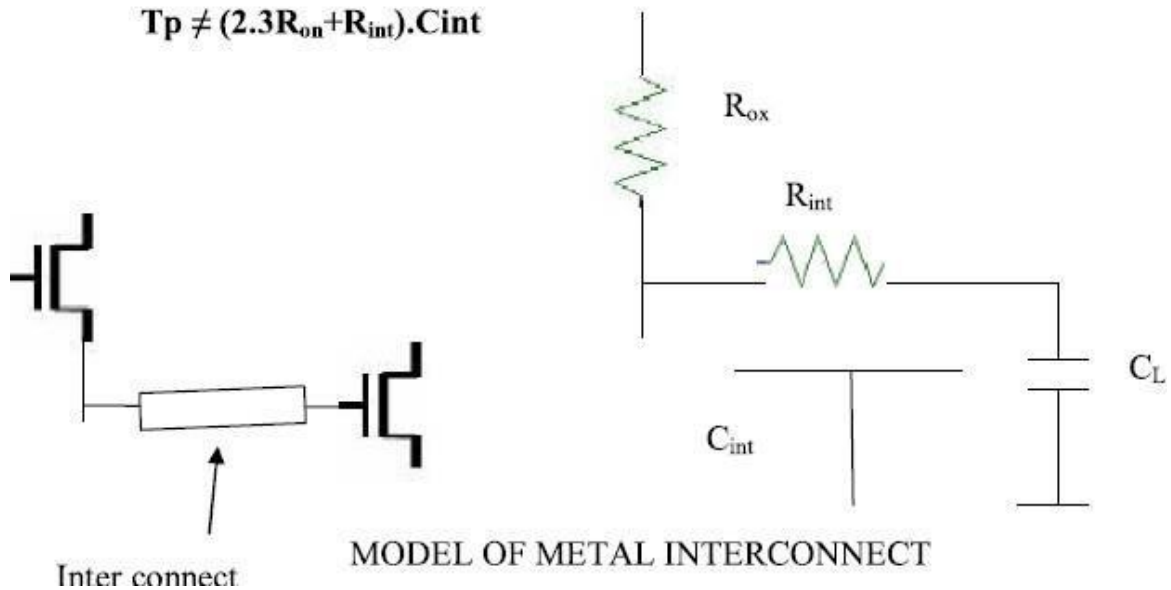 Tp ≠ (2.3Ron+Rint).Cint
Rox
Rint
CL
Cint
MODEL OF METAL INTERCONNECT
Inter connect